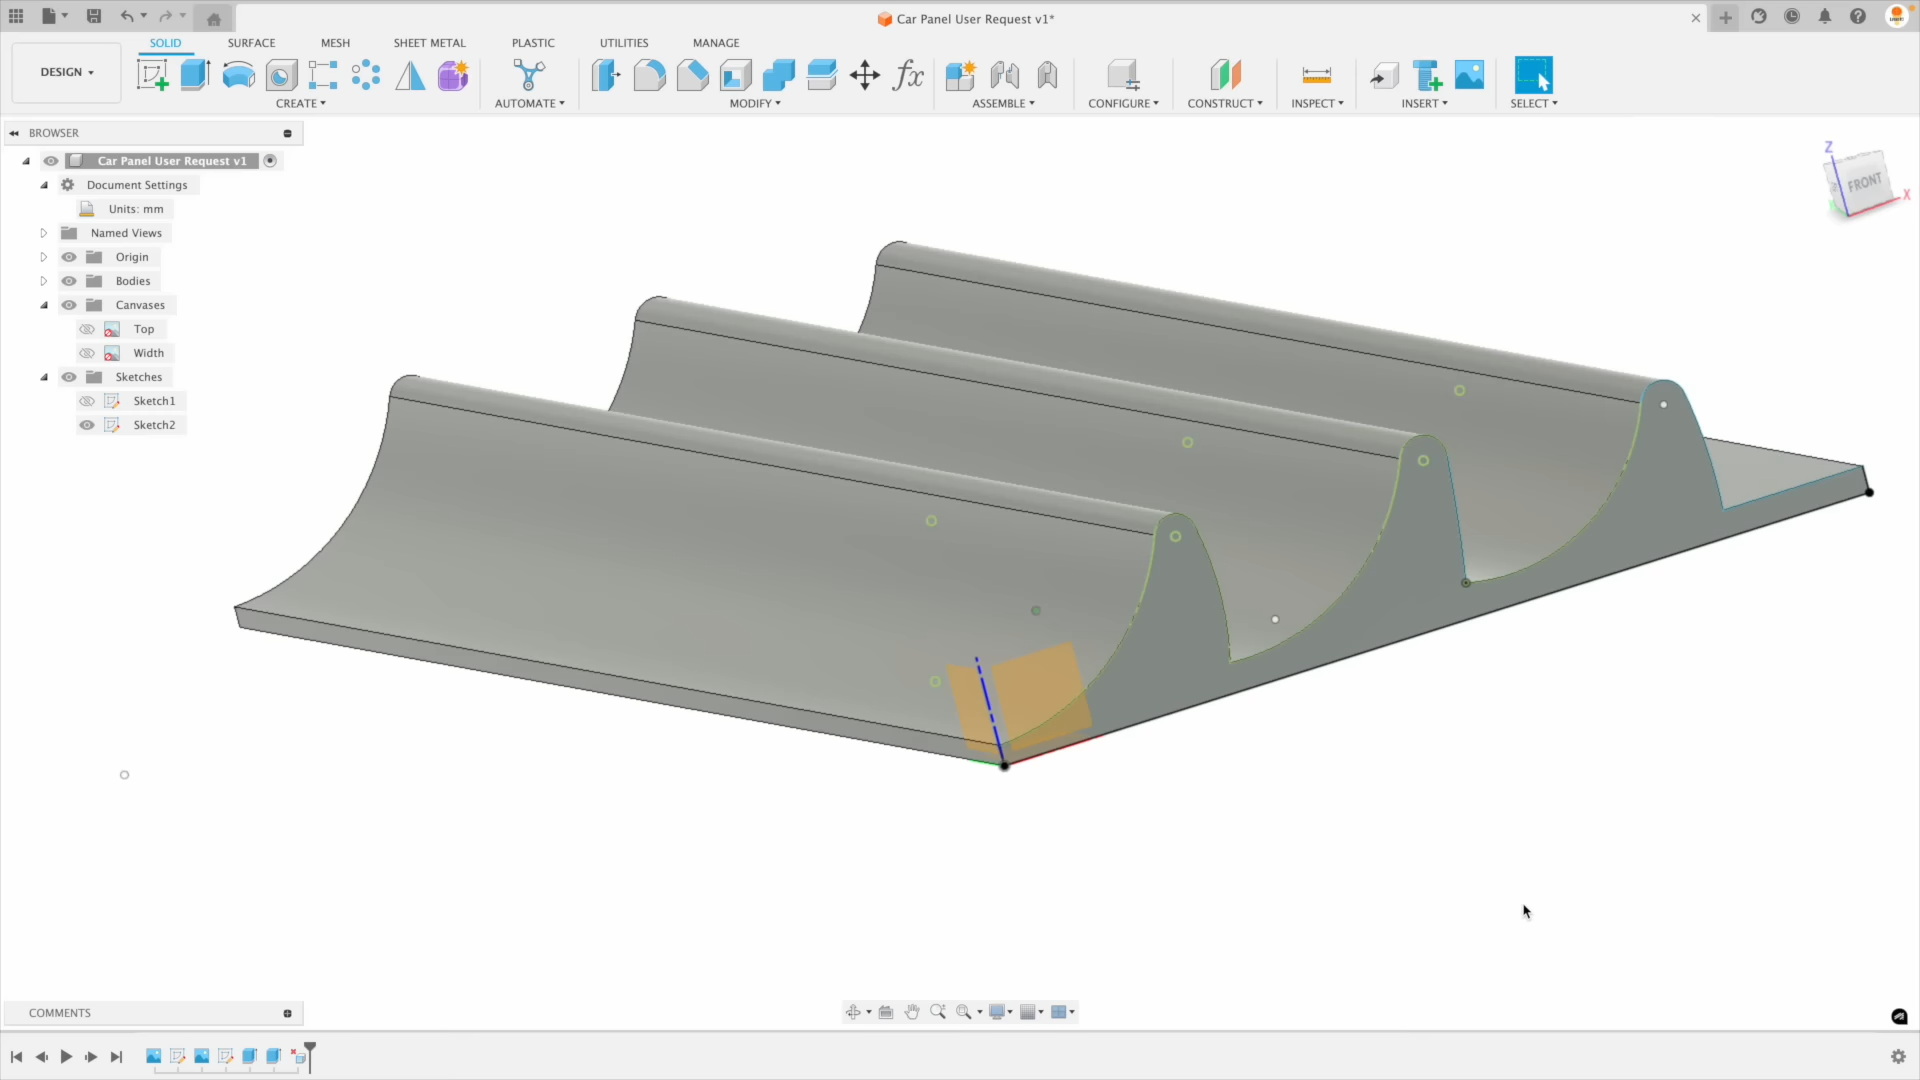 Car Panel User Request v1*
SOLID SURFACE MESH SHEET METAL PLASTIC UTILITIES MANAGE
DESIGN
fx
CREATE AUTOMATE MODIFY ASSEMBLE CONFIGURE CONSTRUCT INSPECT INSERT SELECT
BROWSER
Car Panel User Request v1
Document Settings
Units: mm
Named Views
Origin
Bodies
Canvases
Top
Width
Sketches
Sketch1
Sketch2
Z
FRONT
X
COMMENTS